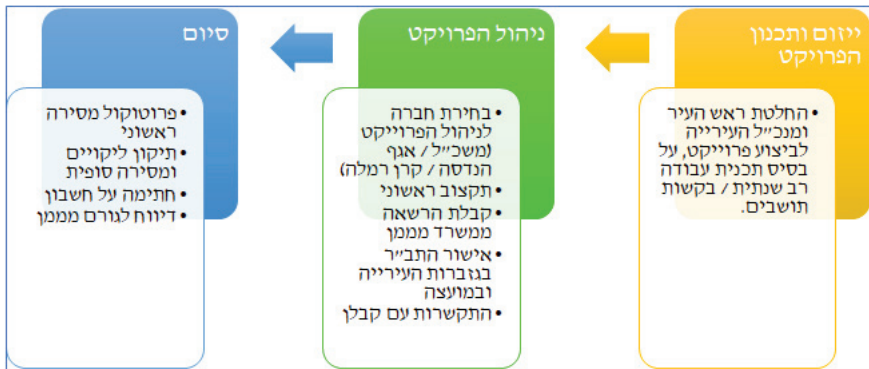 ייזום ותכנון
הפרוייקט
• החלטת ראש העיר
ומנכ"ל העירייה
לביצוע פרוייקט, על
בסיס תכנית עבודה
רב שנתית / בקשות
תושבים.
ניהול הפרוייקט
• בחירת חברה
לניהול הפרוייקט
(משכ"ל / אגף
הנדסה / קרן רמלה)
• תקצוב ראשוני
• קבלת הרשאה
ממשרד מממן
• אישור התב"ר
בגזברות העירייה
ובמועצה
• התקשרות עם קבלן
סיום
• פרוטוקול מסירה
ראשוני
• תיקון ליקויים
ומסירה סופית
• חתימה על חשבון
• דיווח לגורם מממן